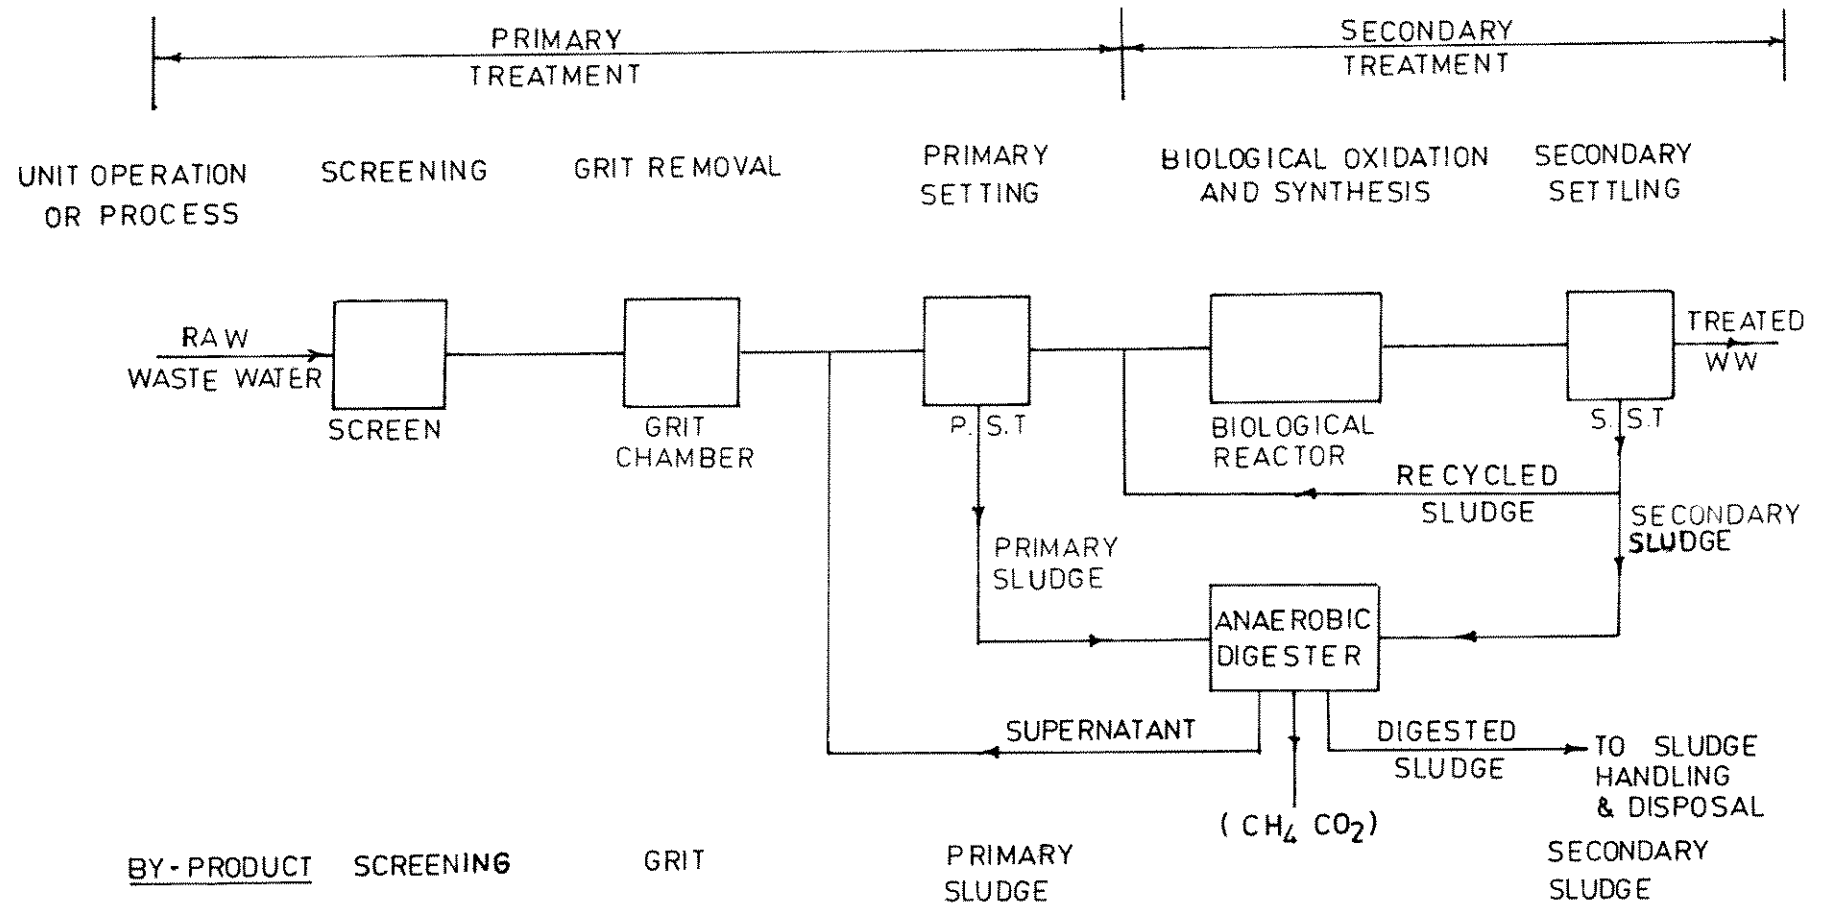 PRIMARY
TREATMENT
SECONDARY
TREATMENT
UNIT OPERATION
OR PROCESS
SCREENING
GRIT REMOVAL
PRIMARY
SETTING
BIOLOGICAL OXIDATION
AND SYNTHESIS
SECONDARY
SETTLING
RAW
WASTE WATER
SCREEN
GRIT
CHAMBER
P. S.T
BIOLOGICAL
REACTOR
S. S.T
TREATED
WW
RECYCLED
SLUDGE
SECONDARY
SLUDGE
PRIMARY
SLUDGE
ANAEROBIC
DIGESTER
SUPERNATANT
DIGESTED
SLUDGE
TO SLUDGE
HANDLING
& DISPOSAL
(CH₄ CO₂)
BY-PRODUCT
SCREENING
GRIT
PRIMARY
SLUDGE
SECONDARY
SLUDGE